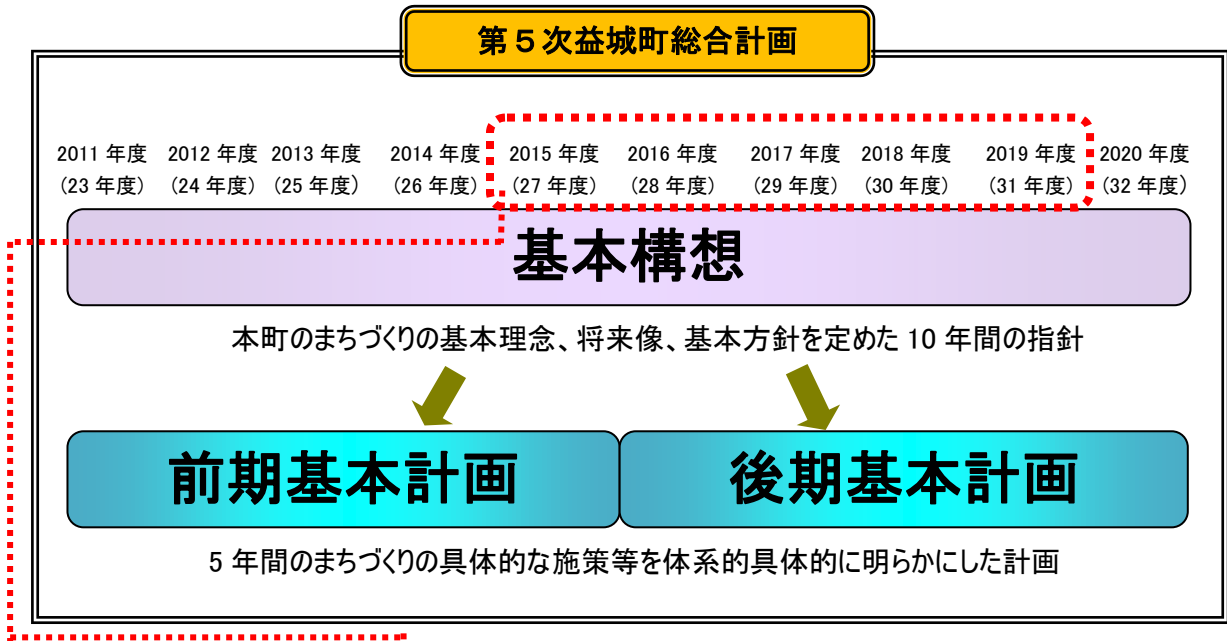 第５次益城町総合計画
2011 年度 2012 年度 2013 年度 2014 年度 2015 年度 2016 年度 2017 年度 2018 年度 2019 年度 2020 年度
（23 年度） （24 年度） （25 年度） （26 年度） （27 年度） （28 年度） （29 年度） （30 年度） （31 年度） （32 年度）
基本構想
本町のまちづくりの基本理念、将来像、基本方針を定めた 10 年間の指針
前期基本計画 後期基本計画
5 年間のまちづくりの具体的な施策等を体系的具体的に明らかにした計画